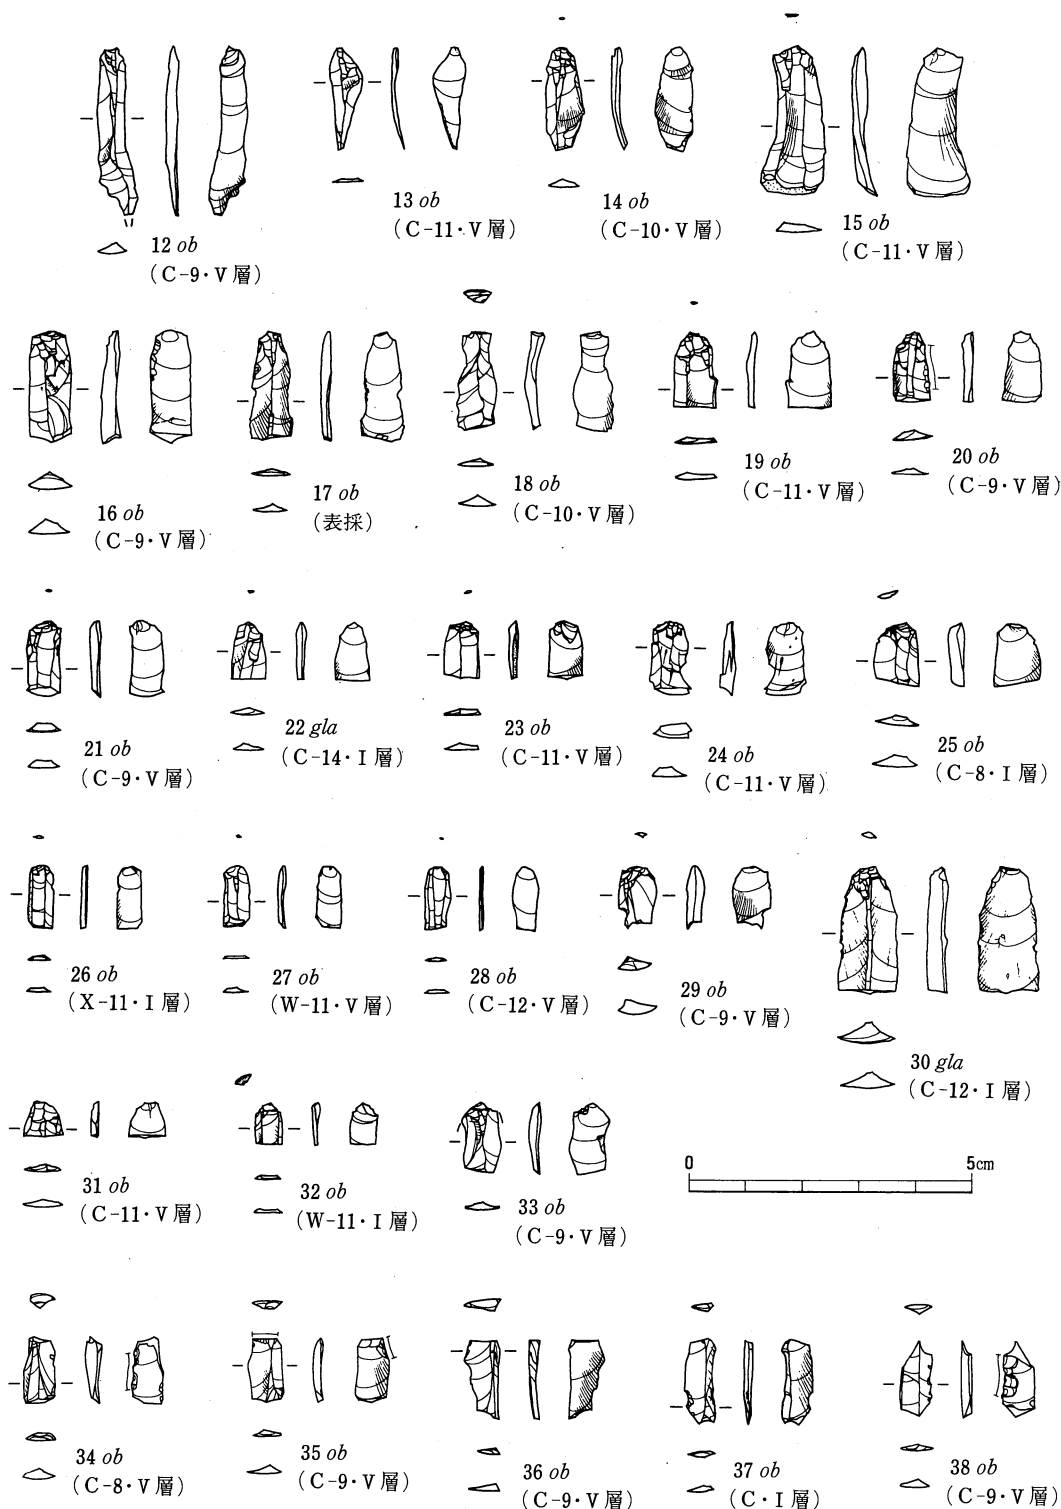 12 ob
(C-9・V層)
13 ob
(C-11・V層)
14 ob
(C-10・V層)
15 ob
(C-11・V層)
16 ob
(C-9・V層)
17 ob
(表採)
18 ob
(C-10・V層)
19 ob
(C-11・V層)
20 ob
(C-9・V層)
21 ob
(C-9・V層)
22 gla
(C-14・I層)
23 ob
(C-11・V層)
24 ob
(C-11・V層)
25 ob
(C-8・I層)
26 ob
(X-11・I層)
27 ob
(W-11・V層)
28 ob
(C-12・V層)
29 ob
(C-9・V層)
30 gla
(C-12・I層)
31 ob
(C-11・V層)
32 ob
(W-11・I層)
33 ob
(C-9・V層)
0 5cm
34 ob
(C-8・V層)
35 ob
(C-9・V層)
36 ob
(C-9・V層)
37 ob
(C・I層)
38 ob
(C-9・V層)